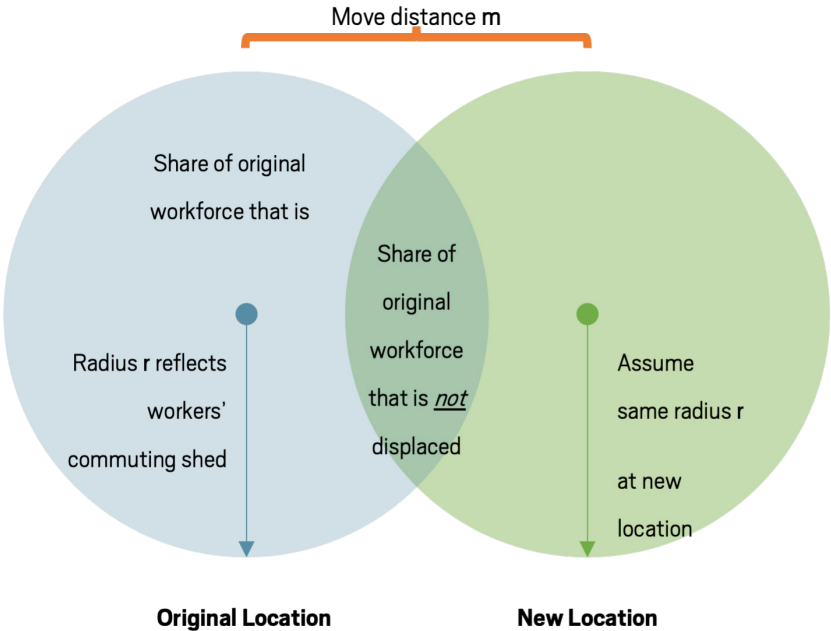 Move distance m
Share of original
workforce that is
Share of
original
workforce
that is not
displaced
Radius r reflects
workers'
commuting shed
Assume
same radius r
at new
location
Original Location
New Location